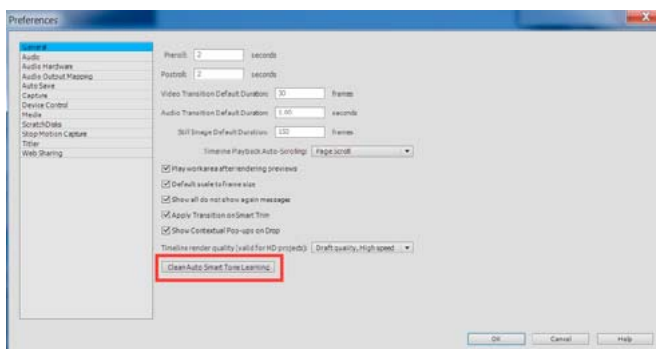 Preferences
General
Audio
Audio Hardware
Audio Output Mapping
Auto Save
Capture
Device Control
Media
Scratch Disks
Stop Motion Capture
Titler
Web Sharing
Preroll: 2 seconds
Postroll: 2 seconds
Video Transition Default Duration: 30 frames
Audio Transition Default Duration: 1.00 seconds
Still Image Default Duration: 150 frames
Timeline Playback Auto-Scrolling: Page Scroll
Play work area after rendering previews
Default scale to frame size
Show all do not show again messages
Apply Transition on Smart Trim
Show Contextual Pop-ups on Drop
Timeline render quality (valid for HD projects): Draft quality, High speed
Clean Auto Smart Tone Learning
OK Cancel Help